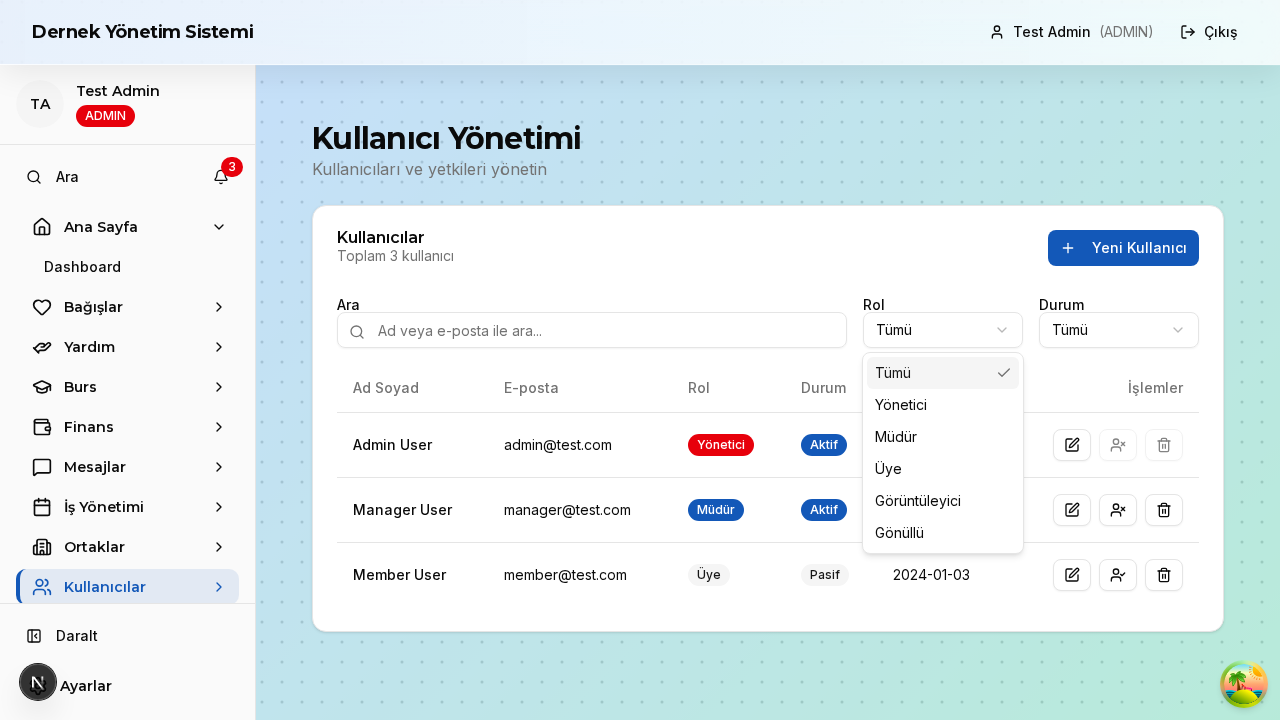 Dernek Yönetim Sistemi
Test Admin (ADMIN)
Çıkış
TA
Test Admin
ADMIN
Ara
3
Ana Sayfa
Dashboard
Bağışlar
Yardım
Burs
Finans
Mesajlar
İş Yönetimi
Ortaklar
Kullanıcılar
Daralt
N
Ayarlar
Kullanıcı Yönetimi
Kullanıcıları ve yetkileri yönetin
Kullanıcılar
Toplam 3 kullanıcı
Yeni Kullanıcı
Ara
Ad veya e-posta ile ara...
Rol
Tümü
Durum
Tümü
Tümü
Yönetici
Müdür
Üye
Görüntüleyici
Gönüllü
Ad Soyad E-posta Rol Durum İşlemler
Admin User admin@test.com Yönetici Aktif
Manager User manager@test.com Müdür Aktif
Member User member@test.com Üye Pasif 2024-01-03